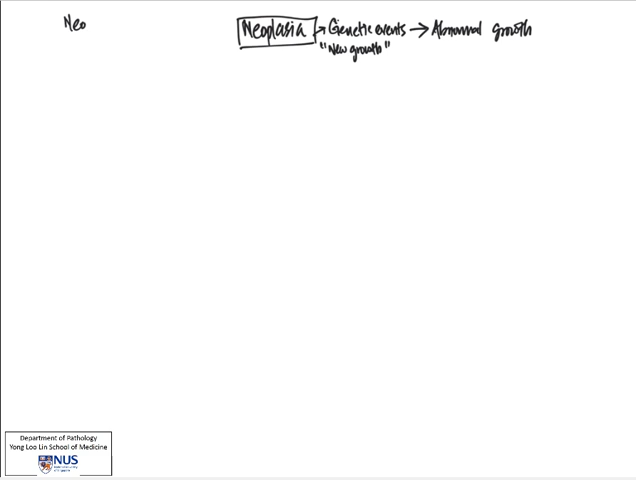 Neo
Neoplasia → Genetic events → Abnormal growth
"New growth"
Department of Pathology
Yong Loo Lin School of Medicine
NUS